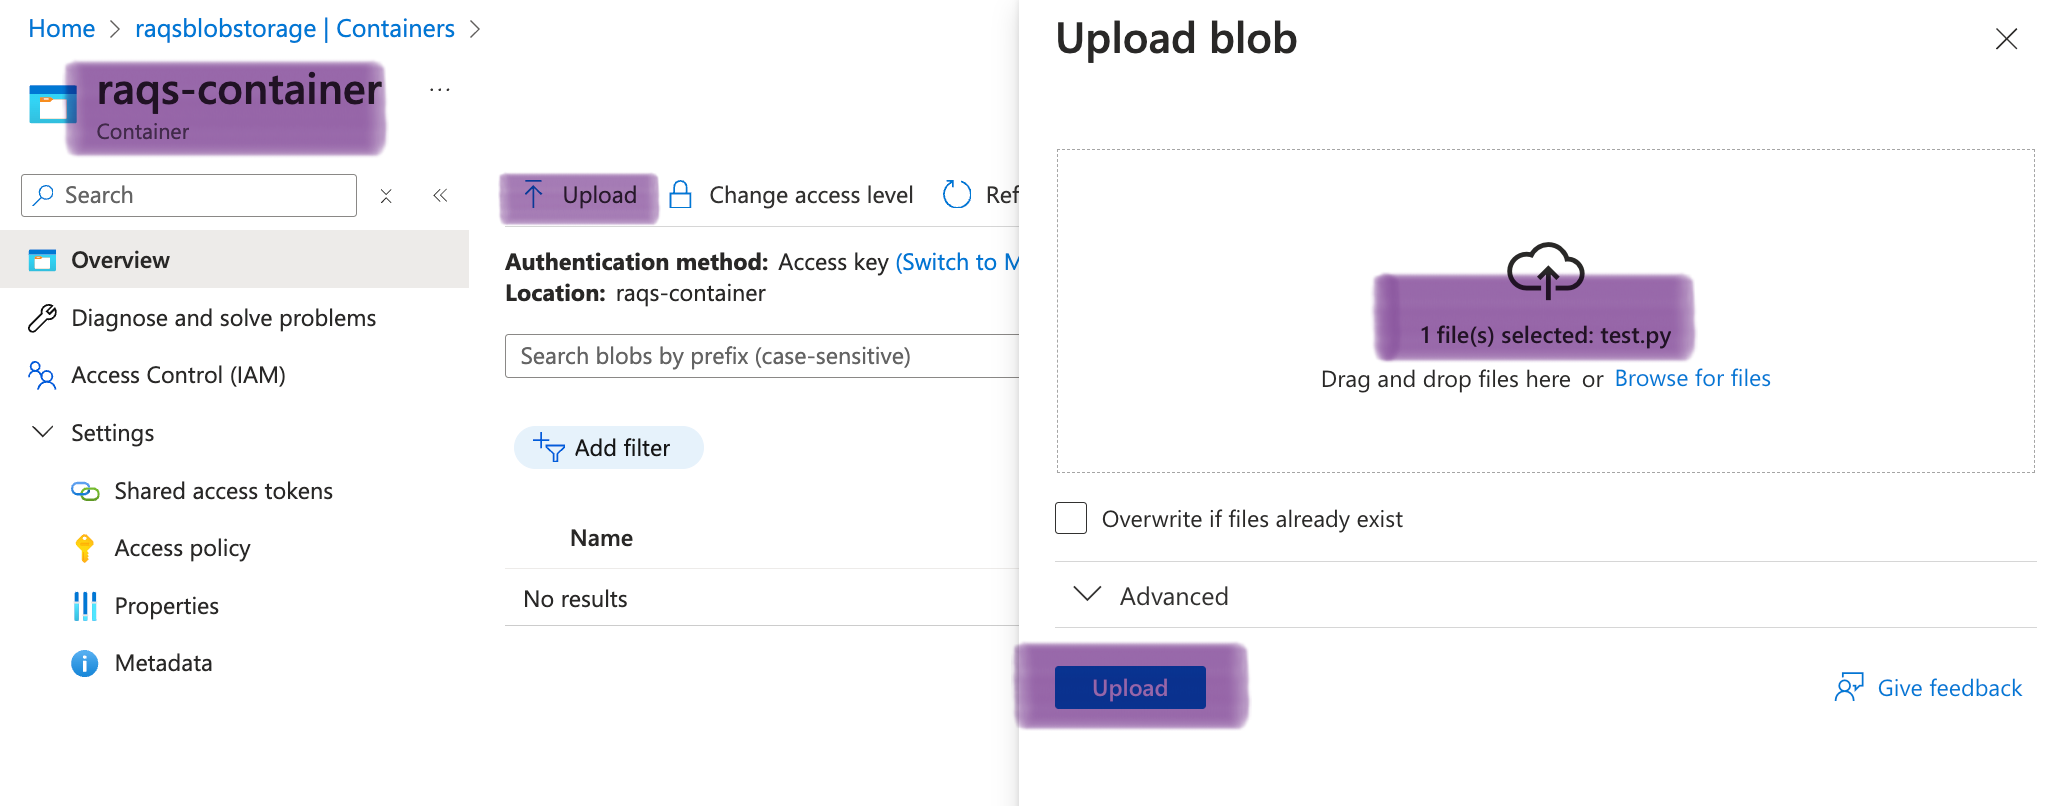 Home > raqsblobstorage | Containers >
raqs-container ...
Container
Search
Overview
Diagnose and solve problems
Access Control (IAM)
Settings
Shared access tokens
Access policy
Properties
Metadata
Upload Change access level Ref
Authentication method: Access key (Switch to M
Location: raqs-container
Search blobs by prefix (case-sensitive)
Add filter
Name
No results
Upload blob
1 file(s) selected: test.py
Drag and drop files here or Browse for files
Overwrite if files already exist
Advanced
Upload
Give feedback